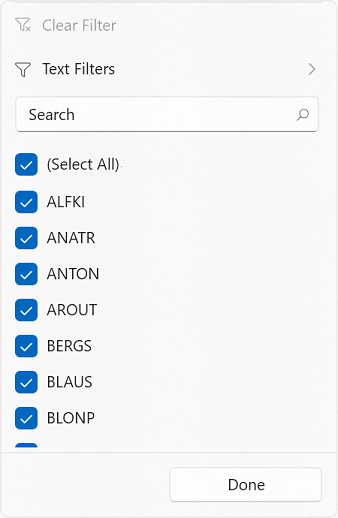 Clear Filter
Text Filters
Search
(Select All)
ALFKI
ANATR
ANTON
AROUT
BERGS
BLAUS
BLONP
Done